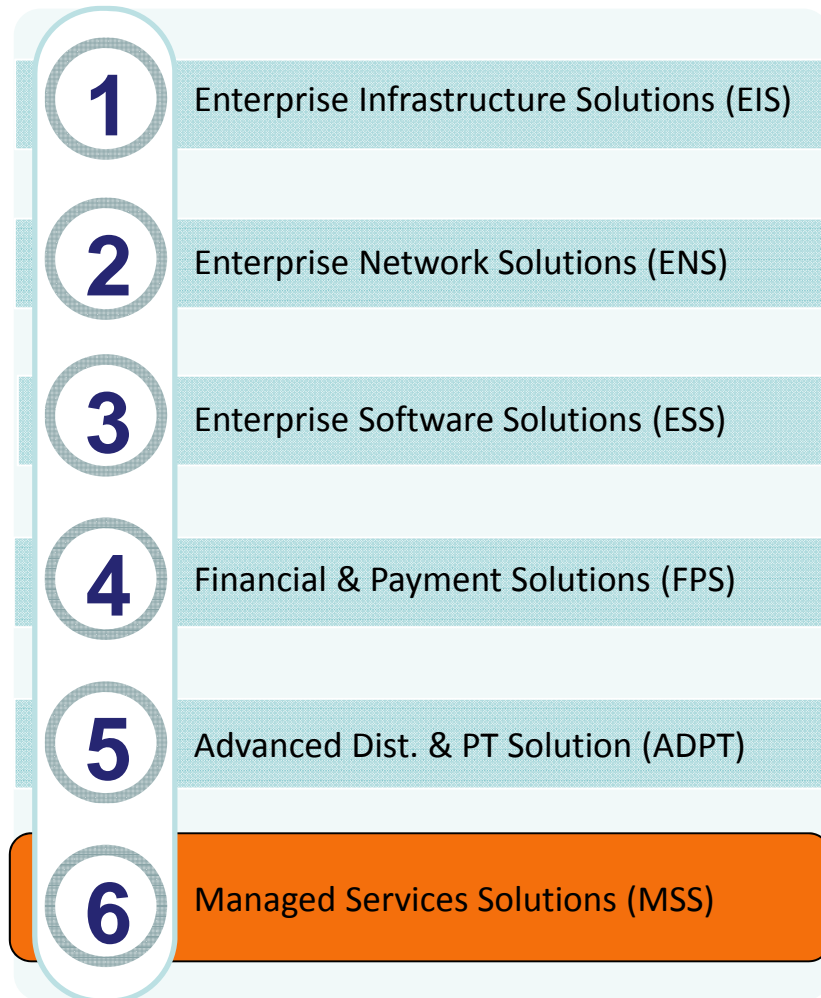 1 Enterprise Infrastructure Solutions (EIS)
2 Enterprise Network Solutions (ENS)
3 Enterprise Software Solutions (ESS)
4 Financial & Payment Solutions (FPS)
5 Advanced Dist. & PT Solution (ADPT)
6 Managed Services Solutions (MSS)